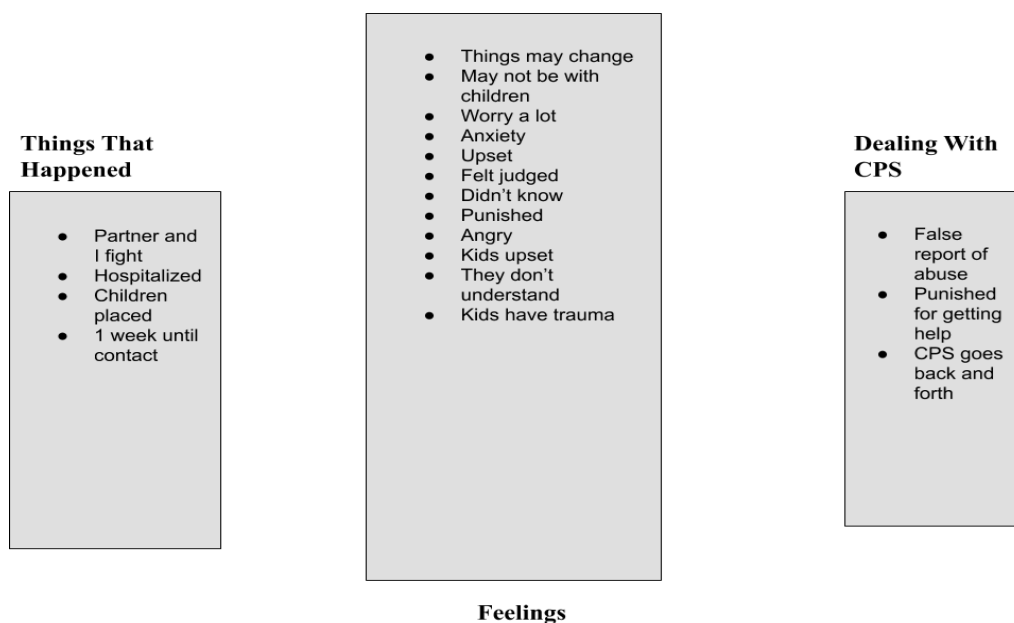 Things That
Happened
● Partner and
I fight
● Hospitalized
● Children
placed
● 1 week until
contact
● Things may change
● May not be with
children
● Worry a lot
● Anxiety
● Upset
● Felt judged
● Didn’t know
● Punished
● Angry
● Kids upset
● They don’t
understand
● Kids have trauma
Feelings
Dealing With
CPS
● False
report of
abuse
● Punished
for getting
help
● CPS goes
back and
forth